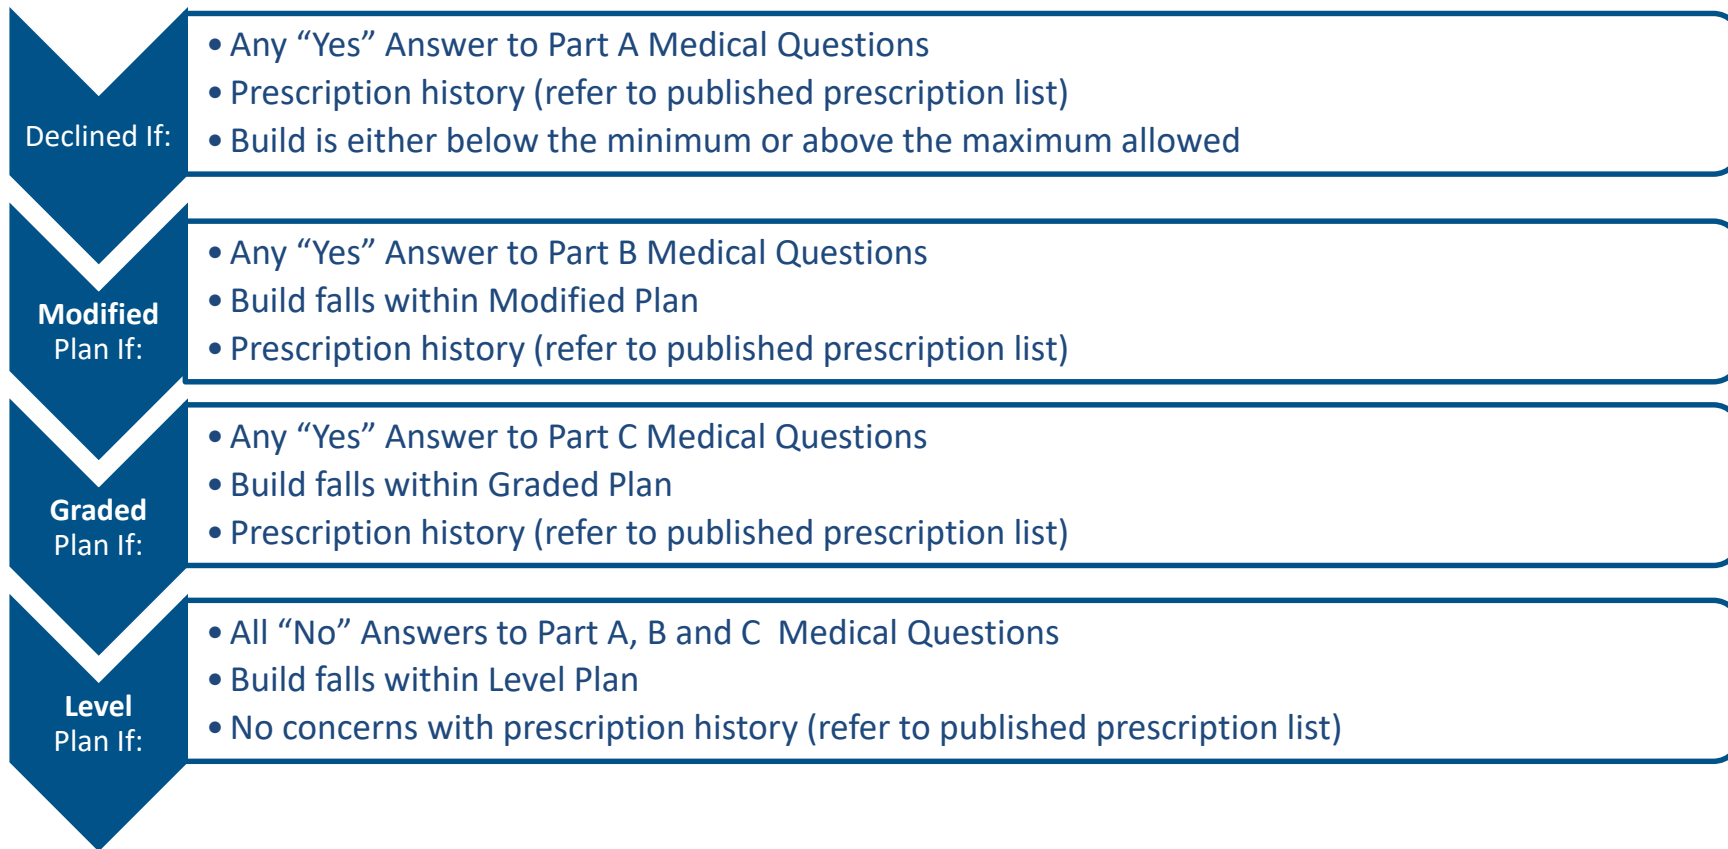 Declined If:
• Any “Yes” Answer to Part A Medical Questions
• Prescription history (refer to published prescription list)
• Build is either below the minimum or above the maximum allowed
Modified
Plan If:
• Any “Yes” Answer to Part B Medical Questions
• Build falls within Modified Plan
• Prescription history (refer to published prescription list)
Graded
Plan If:
• Any “Yes” Answer to Part C Medical Questions
• Build falls within Graded Plan
• Prescription history (refer to published prescription list)
Level
Plan If:
• All “No” Answers to Part A, B and C  Medical Questions
• Build falls within Level Plan
• No concerns with prescription history (refer to published prescription list)